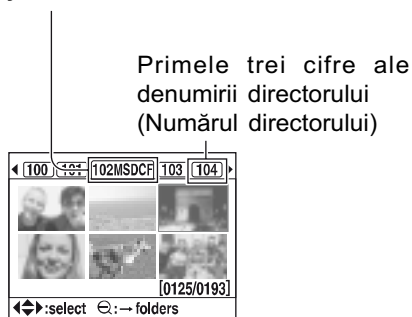 Primele trei cifre ale
denumirii directorului
(Numărul directorului)
100 101 102MSDCF 103 104
[0125/0193]
:select :→ folders